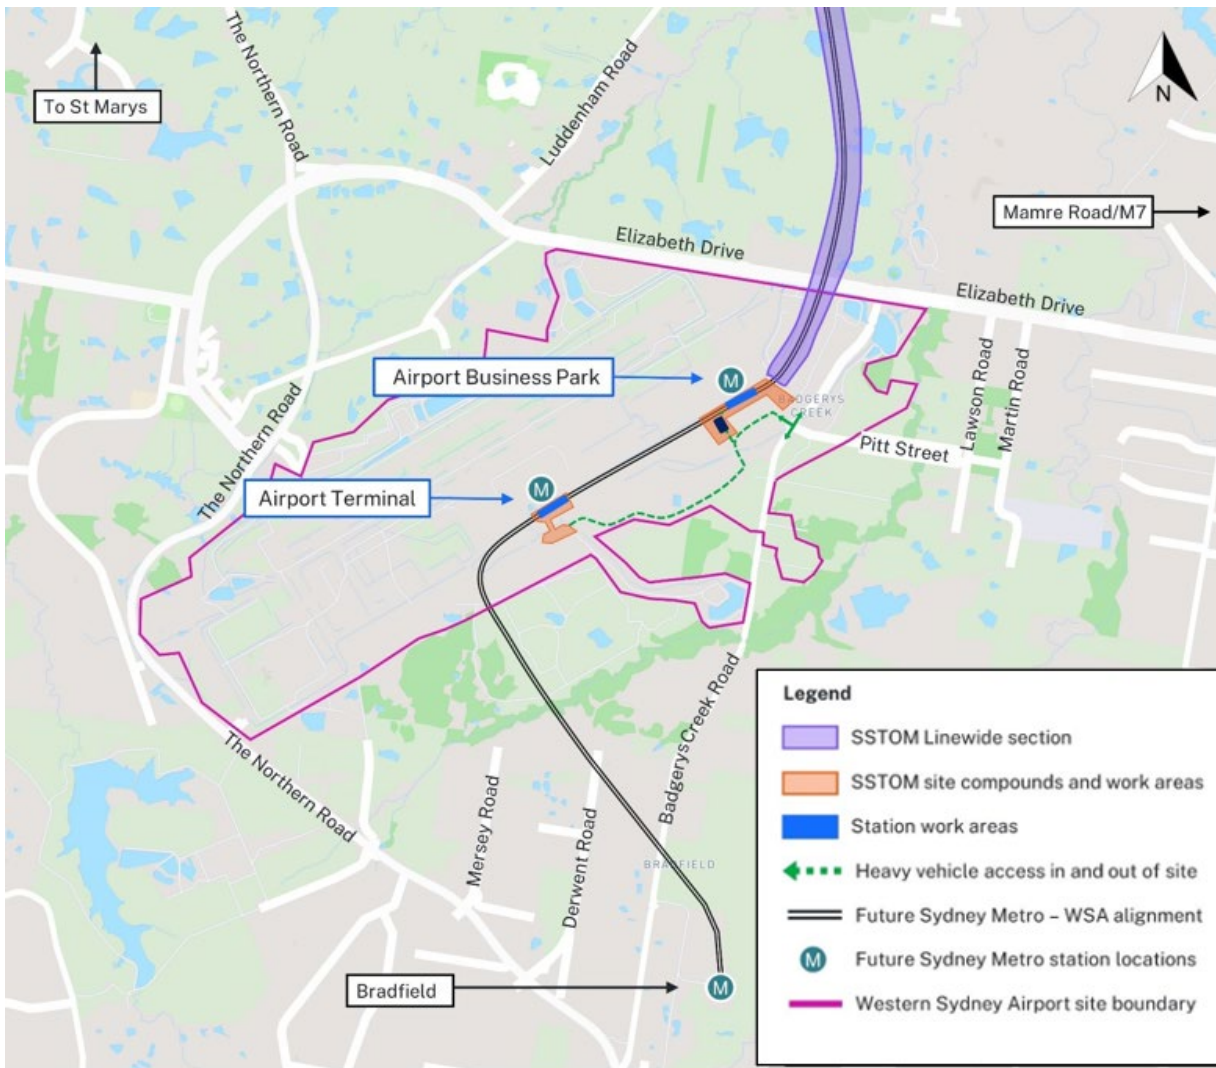 The Northern Road
To St Marys
Luddenham Road
N
Mamre Road/M7
Elizabeth Drive
Elizabeth Drive
Airport Business Park
M
BADGERYS
CREEK
Lawson Road
Martin Road
Pitt Street
The Northern Road
Airport Terminal
M
Badgerys Creek Road
The Northern Road
Mersey Road
Derwent Road
BRADFIELD
Bradfield
M
Legend
SSTOM Linewide section
SSTOM site compounds and work areas
Station work areas
Heavy vehicle access in and out of site
Future Sydney Metro – WSA alignment
M Future Sydney Metro station locations
Western Sydney Airport site boundary